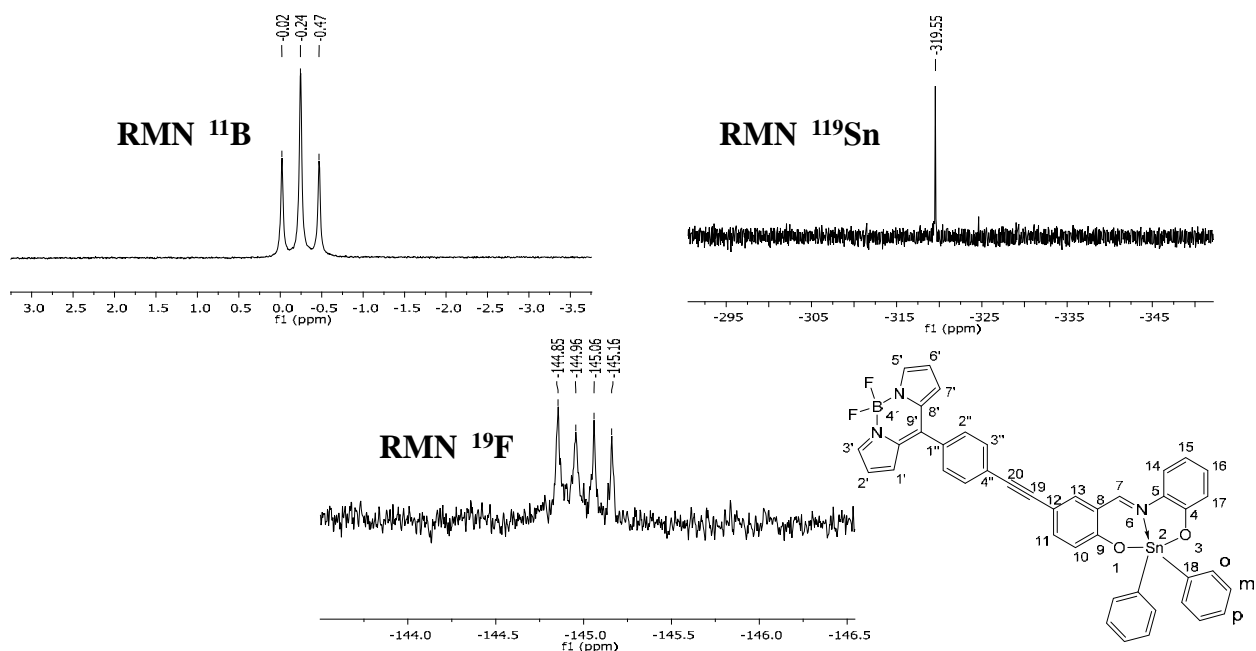 -0.02
-0.24
-0.47
RMN ¹¹B
3.0 2.5 2.0 1.5 1.0 0.5 0.0 -0.5 -1.0 -1.5 -2.0 -2.5 -3.0 -3.5
f1 (ppm)
-319.55
RMN ¹¹⁹Sn
-295 -305 -315 -325 -335 -345
f1 (ppm)
-144.85
-144.96
-145.06
-145.16
RMN ¹⁹F
-144.0 -144.5 -145.0 -145.5 -146.0 -146.5
f1 (ppm)
5' 6'
F N 7'
F B 4' 8'
N 9' 2''
3' 3''
1''
2' 1' 4'' 20 15
19 14 16
12 13 7 5
8 17
6 N 4
11 9 2 O 3
10 O Sn
1 18 o
m
p